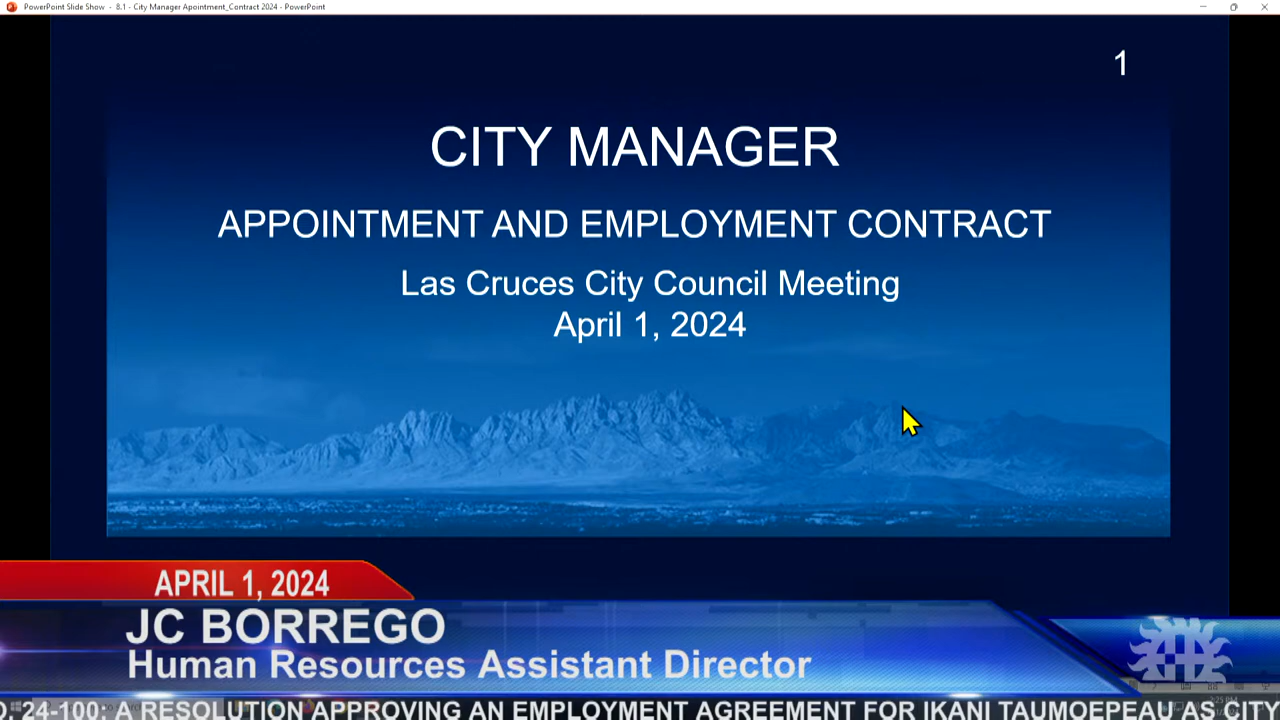 PowerPoint Slide Show - 8.1 - City Manager Apointment_Contract 2024 - PowerPoint
1
CITY MANAGER
APPOINTMENT AND EMPLOYMENT CONTRACT
Las Cruces City Council Meeting
April 1, 2024
APRIL 1, 2024
JC BORREGO
Human Resources Assistant Director
O. 24-100: A RESOLUTION APPROVING AN EMPLOYMENT AGREEMENT FOR IKANI TAUMOEPEAU AS CITY